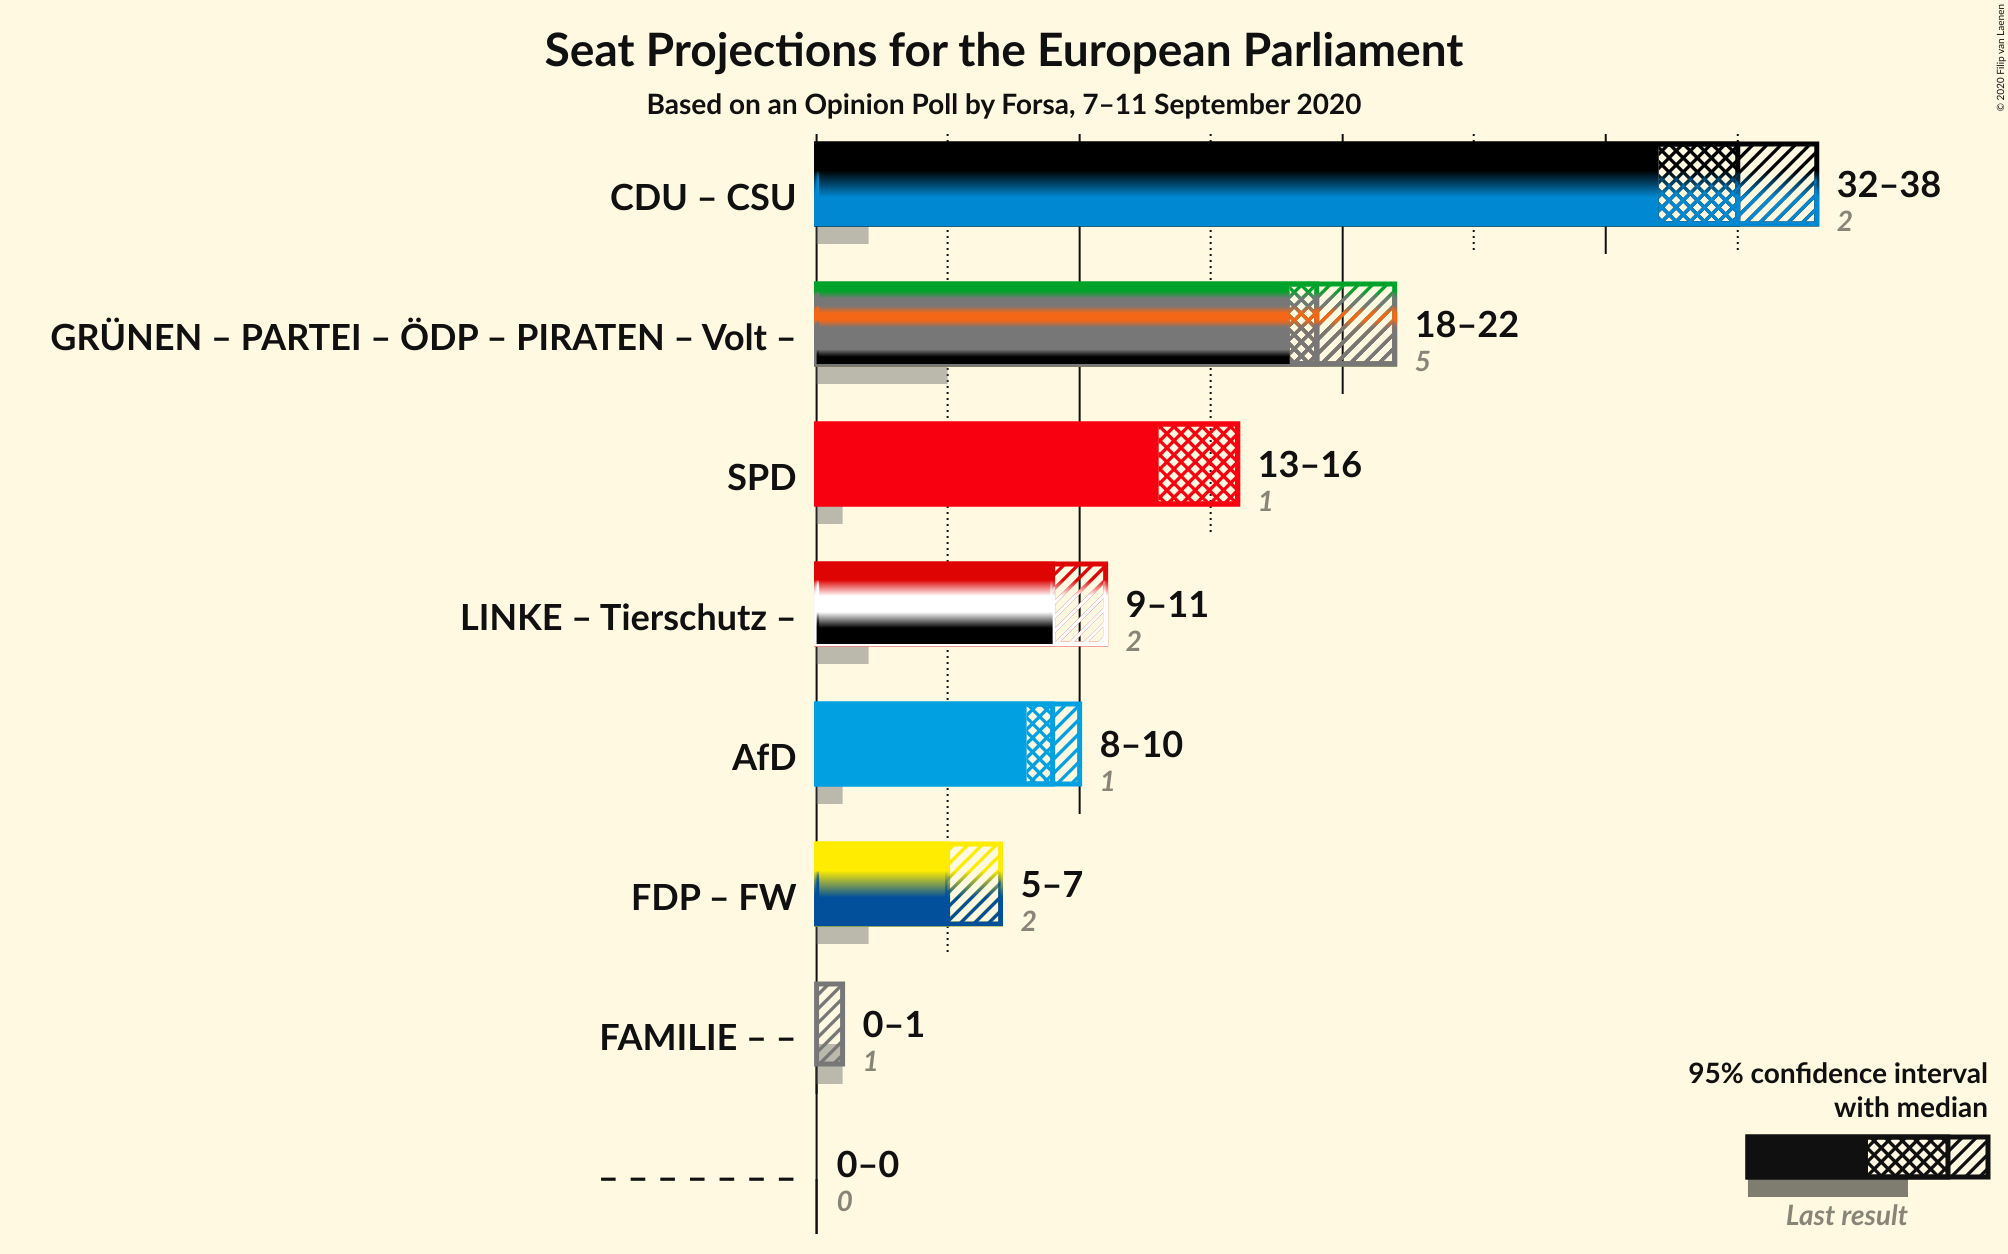 Seat Projections for the European Parliament
Based on an Opinion Poll by Forsa, 7–11 September 2020
© 2020 Filip van Laenen
CDU – CSU
32–38
2
GRÜNEN – PARTEI – ÖDP – PIRATEN – Volt –
18–22
5
SPD
13–16
1
LINKE – Tierschutz –
9–11
2
AfD
8–10
1
FDP – FW
5–7
2
FAMILIE – –
0–1
1
– – – – – – –
0–0
0
95% confidence interval
with median
Last result